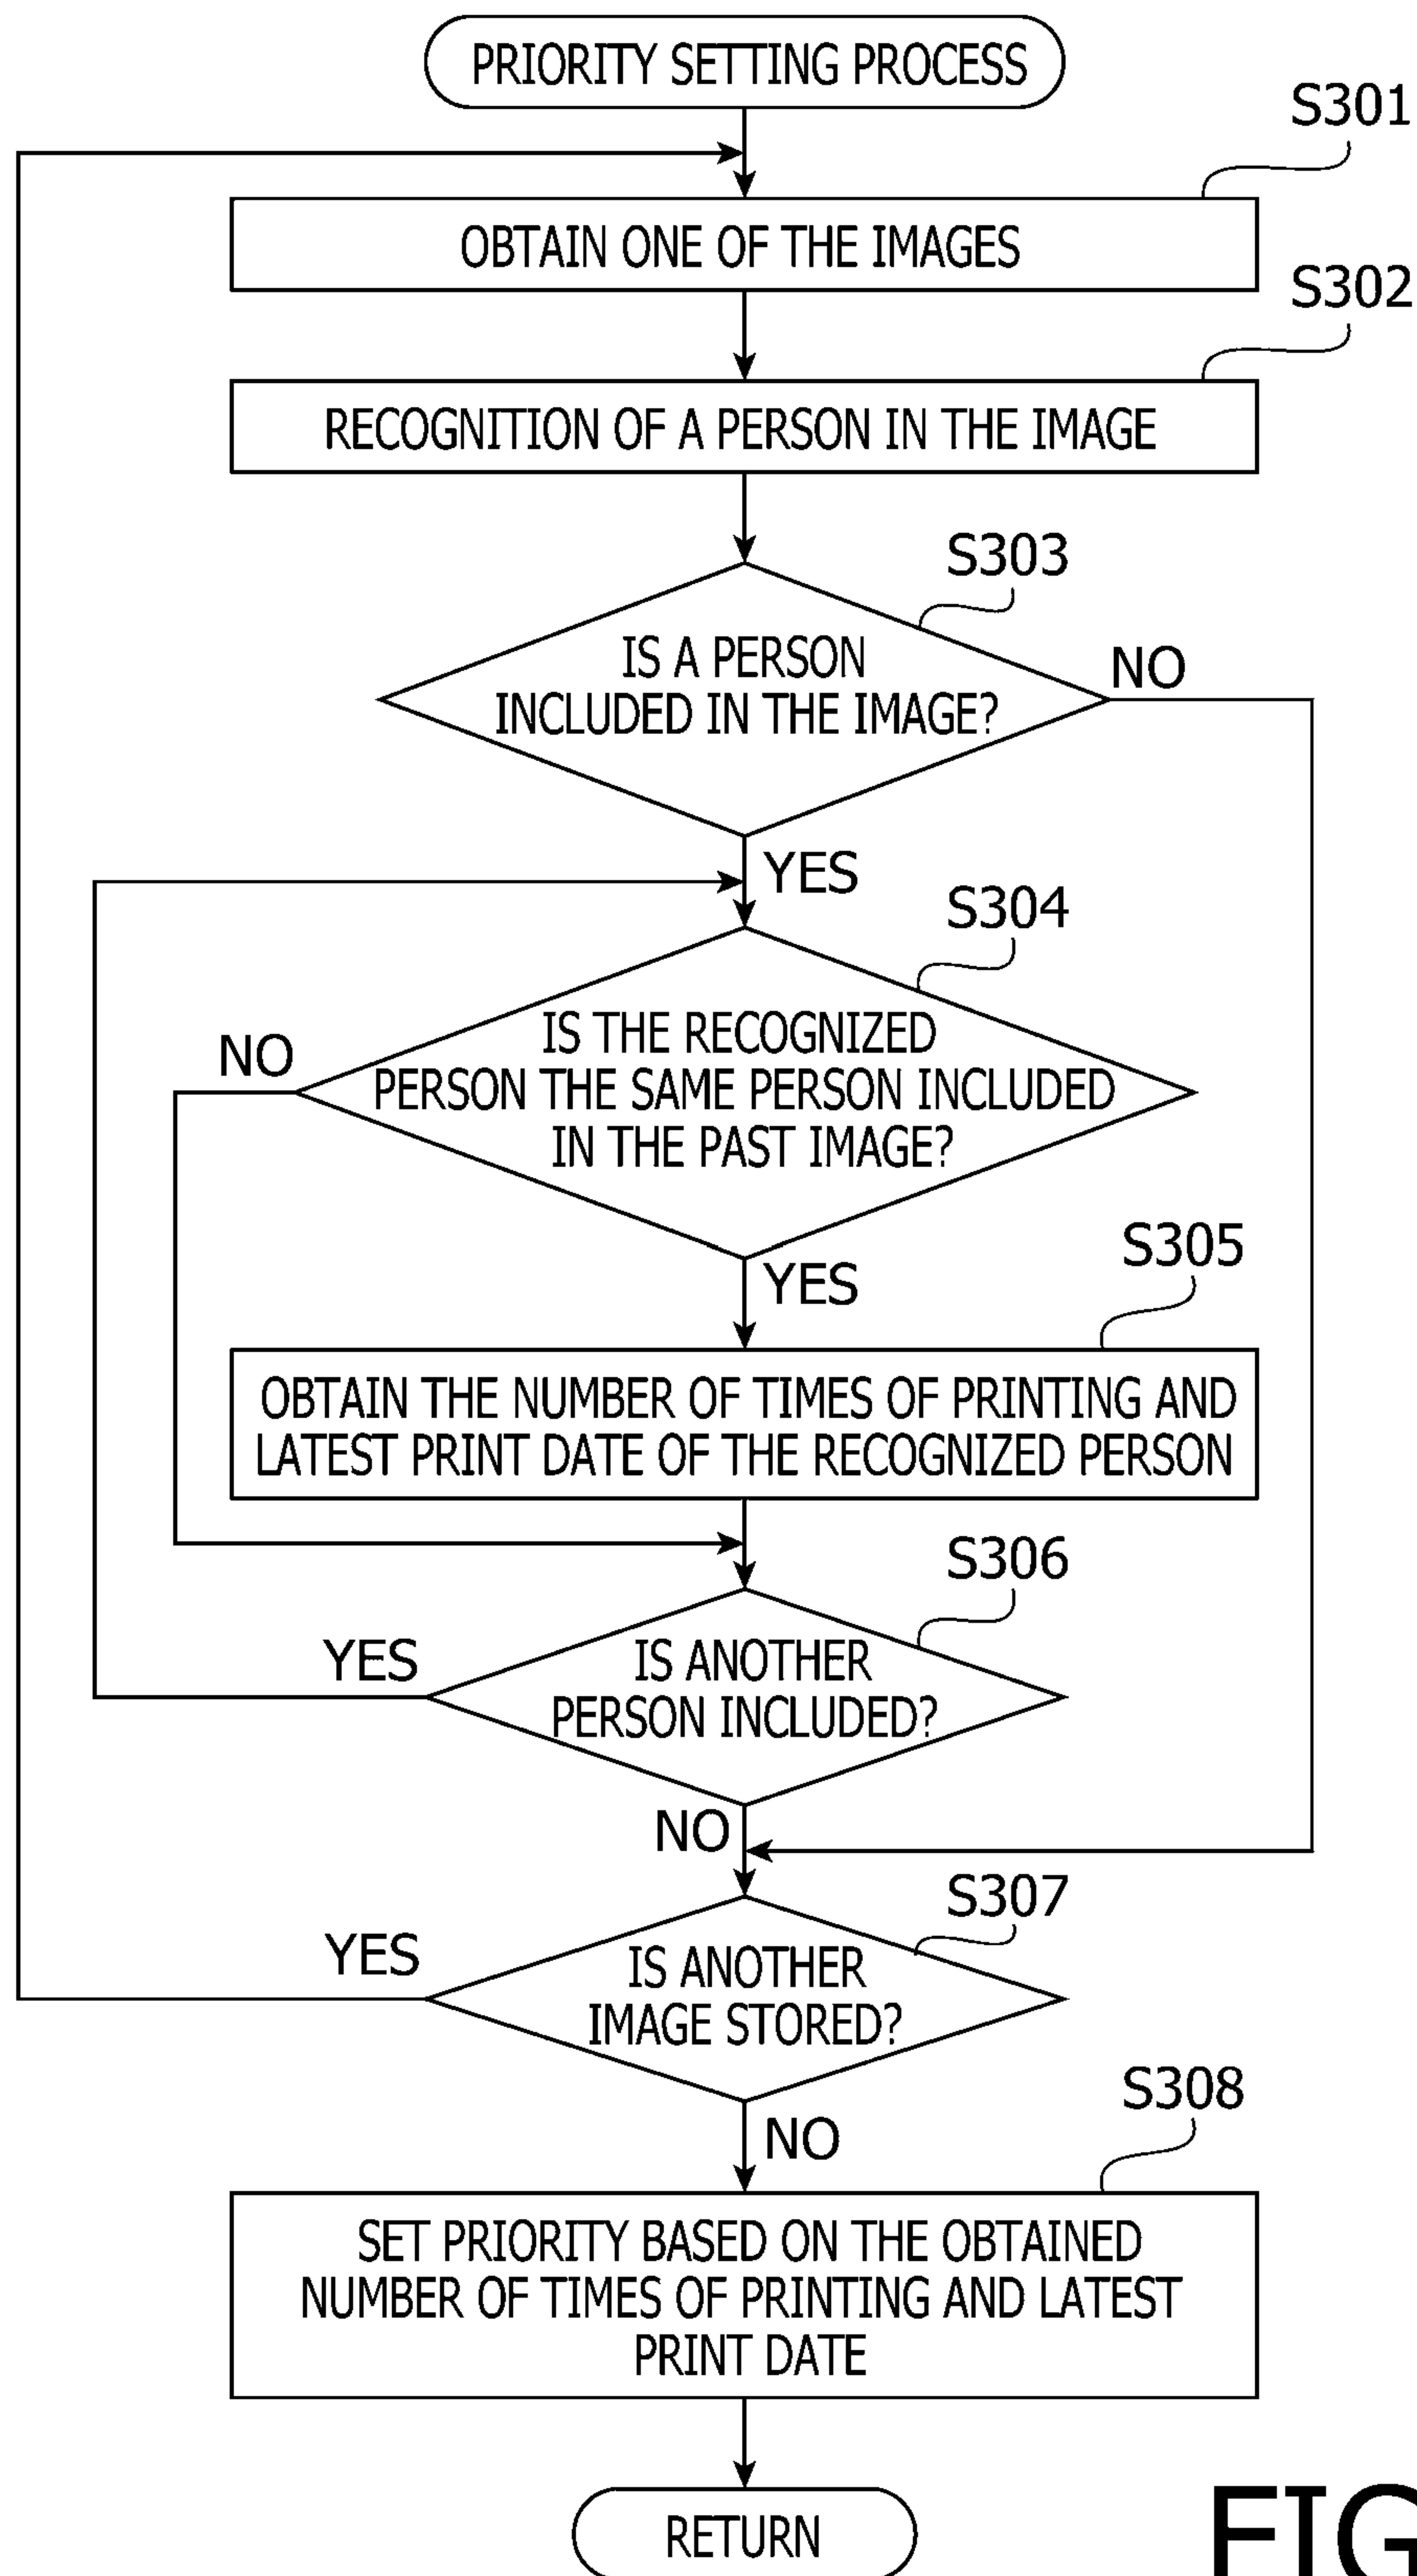 PRIORITY SETTING PROCESS
S301
OBTAIN ONE OF THE IMAGES
S302
RECOGNITION OF A PERSON IN THE IMAGE
S303
IS A PERSON
INCLUDED IN THE IMAGE?
NO
YES
S304
IS THE RECOGNIZED
PERSON THE SAME PERSON INCLUDED
IN THE PAST IMAGE?
NO
YES
S305
OBTAIN THE NUMBER OF TIMES OF PRINTING AND
LATEST PRINT DATE OF THE RECOGNIZED PERSON
S306
IS ANOTHER
PERSON INCLUDED?
YES
NO
S307
IS ANOTHER
IMAGE STORED?
YES
NO
S308
SET PRIORITY BASED ON THE OBTAINED
NUMBER OF TIMES OF PRINTING AND LATEST
PRINT DATE
RETURN
FIG